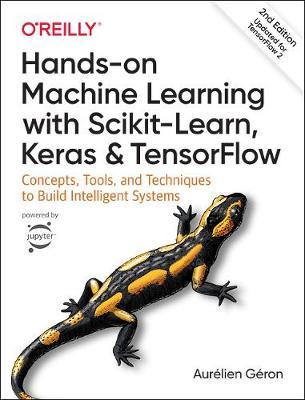 O'REILLY®
2nd Edition
Updated for
TensorFlow 2
Hands-on
Machine Learning
with Scikit-Learn,
Keras & TensorFlow
Concepts, Tools, and Techniques
to Build Intelligent Systems
powered by
jupyter
Aurélien Géron